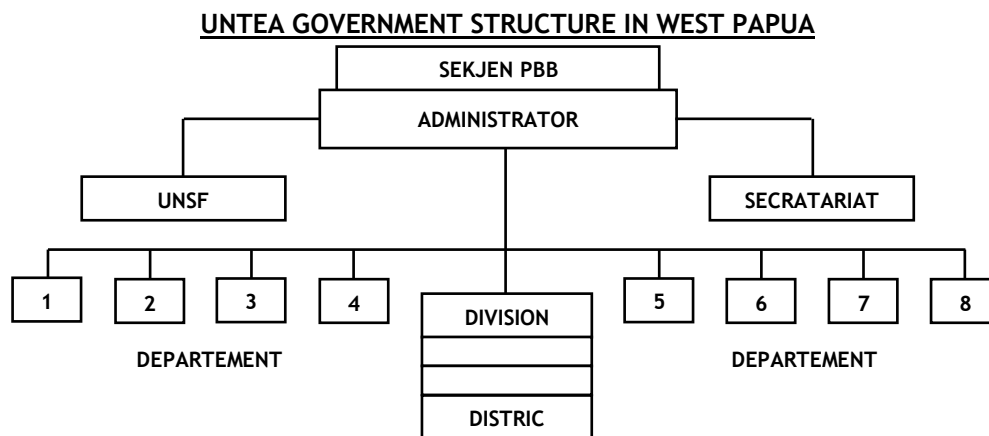 UNTEA GOVERNMENT STRUCTURE IN WEST PAPUA
SEKJEN PBB
ADMINISTRATOR
UNSF
SECRATARIAT
1 2 3 4 5 6 7 8
DIVISION
DEPARTEMENT DEPARTEMENT
DISTRIC